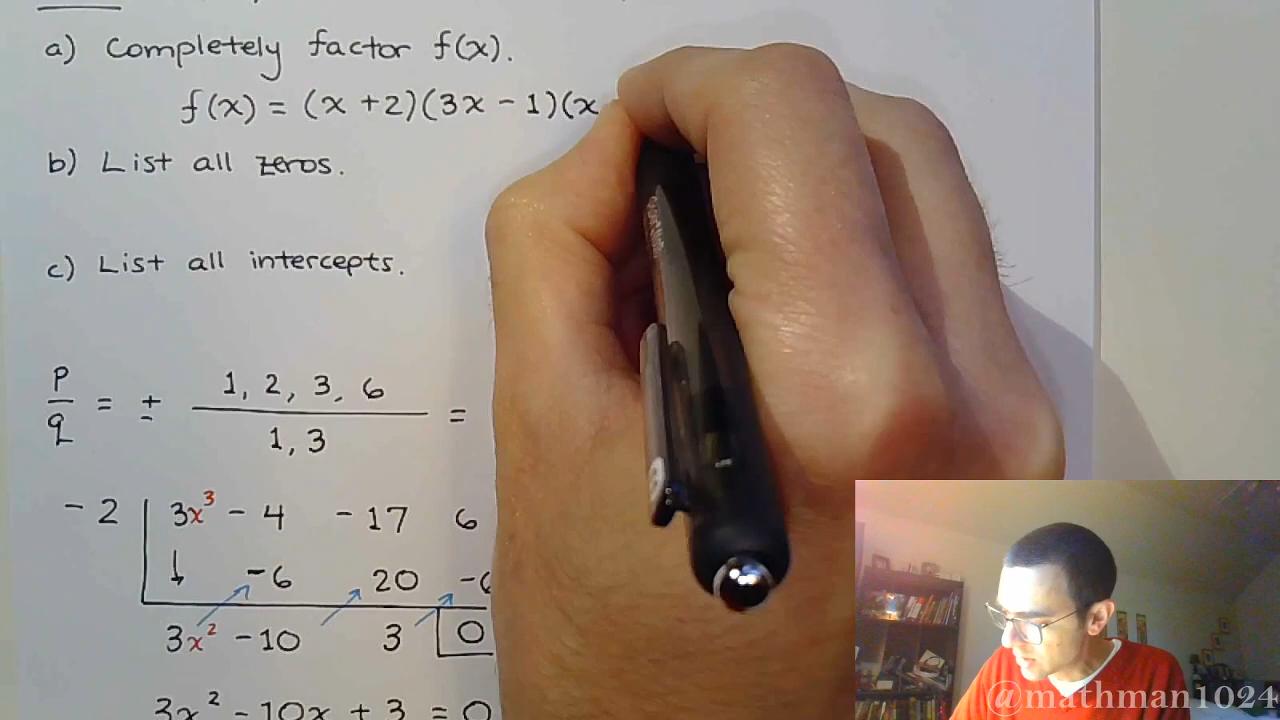 a) Completely factor f(x).
f(x) = (x + 2)(3x - 1)(x
b) List all zeros.
c) List all intercepts.
p/q = ± 1, 2, 3, 6 / 1, 3 =
-2 | 3x³ - 4 - 17 6
↓ -6 20 -6
3x² - 10 3 0
3x² - 10x + 3 = 0
@mathman1024